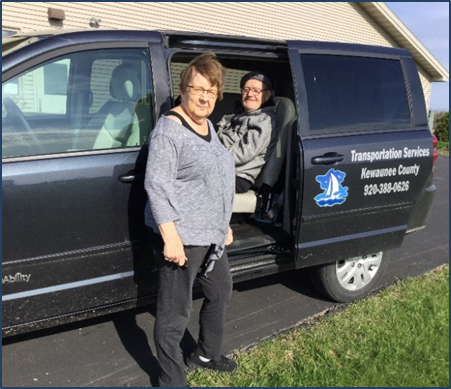 Transportation Services
Kewaunee County
920-388-0626
Ability